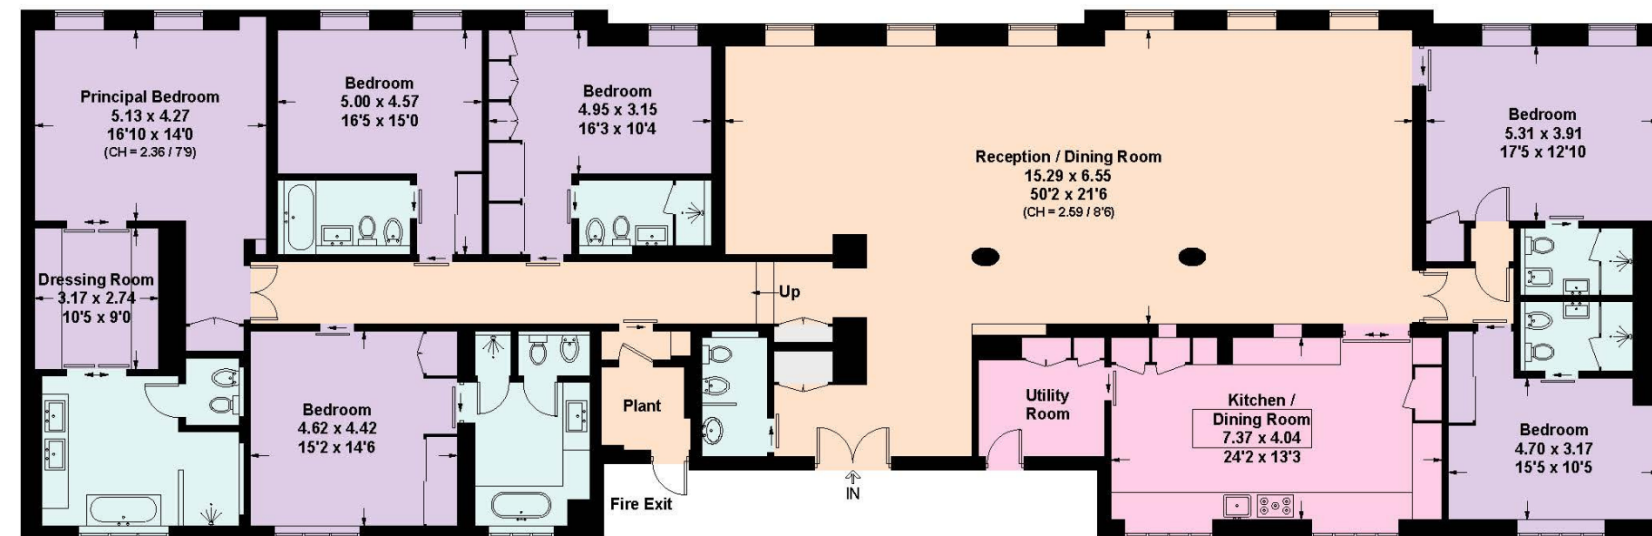 Principal Bedroom
5.13 x 4.27
16'10 x 14'0
(CH = 2.36 / 7'9)
Bedroom
5.00 x 4.57
16'5 x 15'0
Bedroom
4.95 x 3.15
16'3 x 10'4
Reception / Dining Room
15.29 x 6.55
50'2 x 21'6
(CH = 2.59 / 8'6)
Bedroom
5.31 x 3.91
17'5 x 12'10
Dressing Room
3.17 x 2.74
10'5 x 9'0
Up
Bedroom
4.62 x 4.42
15'2 x 14'6
Plant
Utility
Room
Kitchen /
Dining Room
7.37 x 4.04
24'2 x 13'3
Bedroom
4.70 x 3.17
15'5 x 10'5
Fire Exit
IN